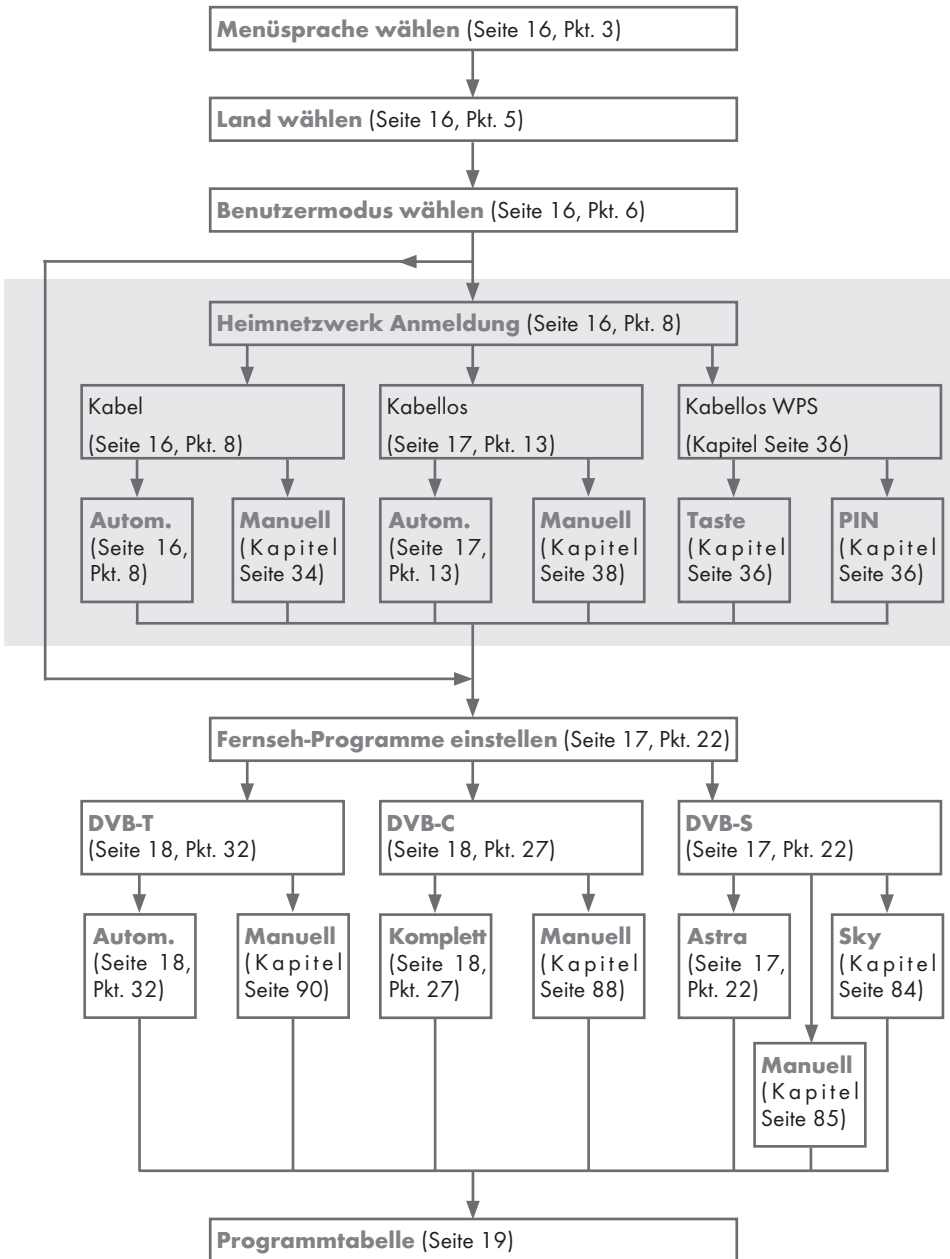 Menüsprache wählen (Seite 16, Pkt. 3)
Land wählen (Seite 16, Pkt. 5)
Benutzermodus wählen (Seite 16, Pkt. 6)
Heimnetzwerk Anmeldung (Seite 16, Pkt. 8)
Kabel
(Seite 16, Pkt. 8)
Kabellos
(Seite 17, Pkt. 13)
Kabellos WPS
(Kapitel Seite 36)
Autom.
(Seite 16,
Pkt. 8)
Manuell
(Kapitel
Seite 34)
Autom.
(Seite 17,
Pkt. 13)
Manuell
(Kapitel
Seite 38)
Taste
(Kapitel
Seite 36)
PIN
(Kapitel
Seite 36)
Fernseh-Programme einstellen (Seite 17, Pkt. 22)
DVB-T
(Seite 18, Pkt. 32)
DVB-C
(Seite 18, Pkt. 27)
DVB-S
(Seite 17, Pkt. 22)
Autom.
(Seite 18,
Pkt. 32)
Manuell
(Kapitel
Seite 90)
Komplett
(Seite 18,
Pkt. 27)
Manuell
(Kapitel
Seite 88)
Astra
(Seite 17,
Pkt. 22)
Sky
(Kapitel
Seite 84)
Manuell
(Kapitel
Seite 85)
Programmtabelle (Seite 19)